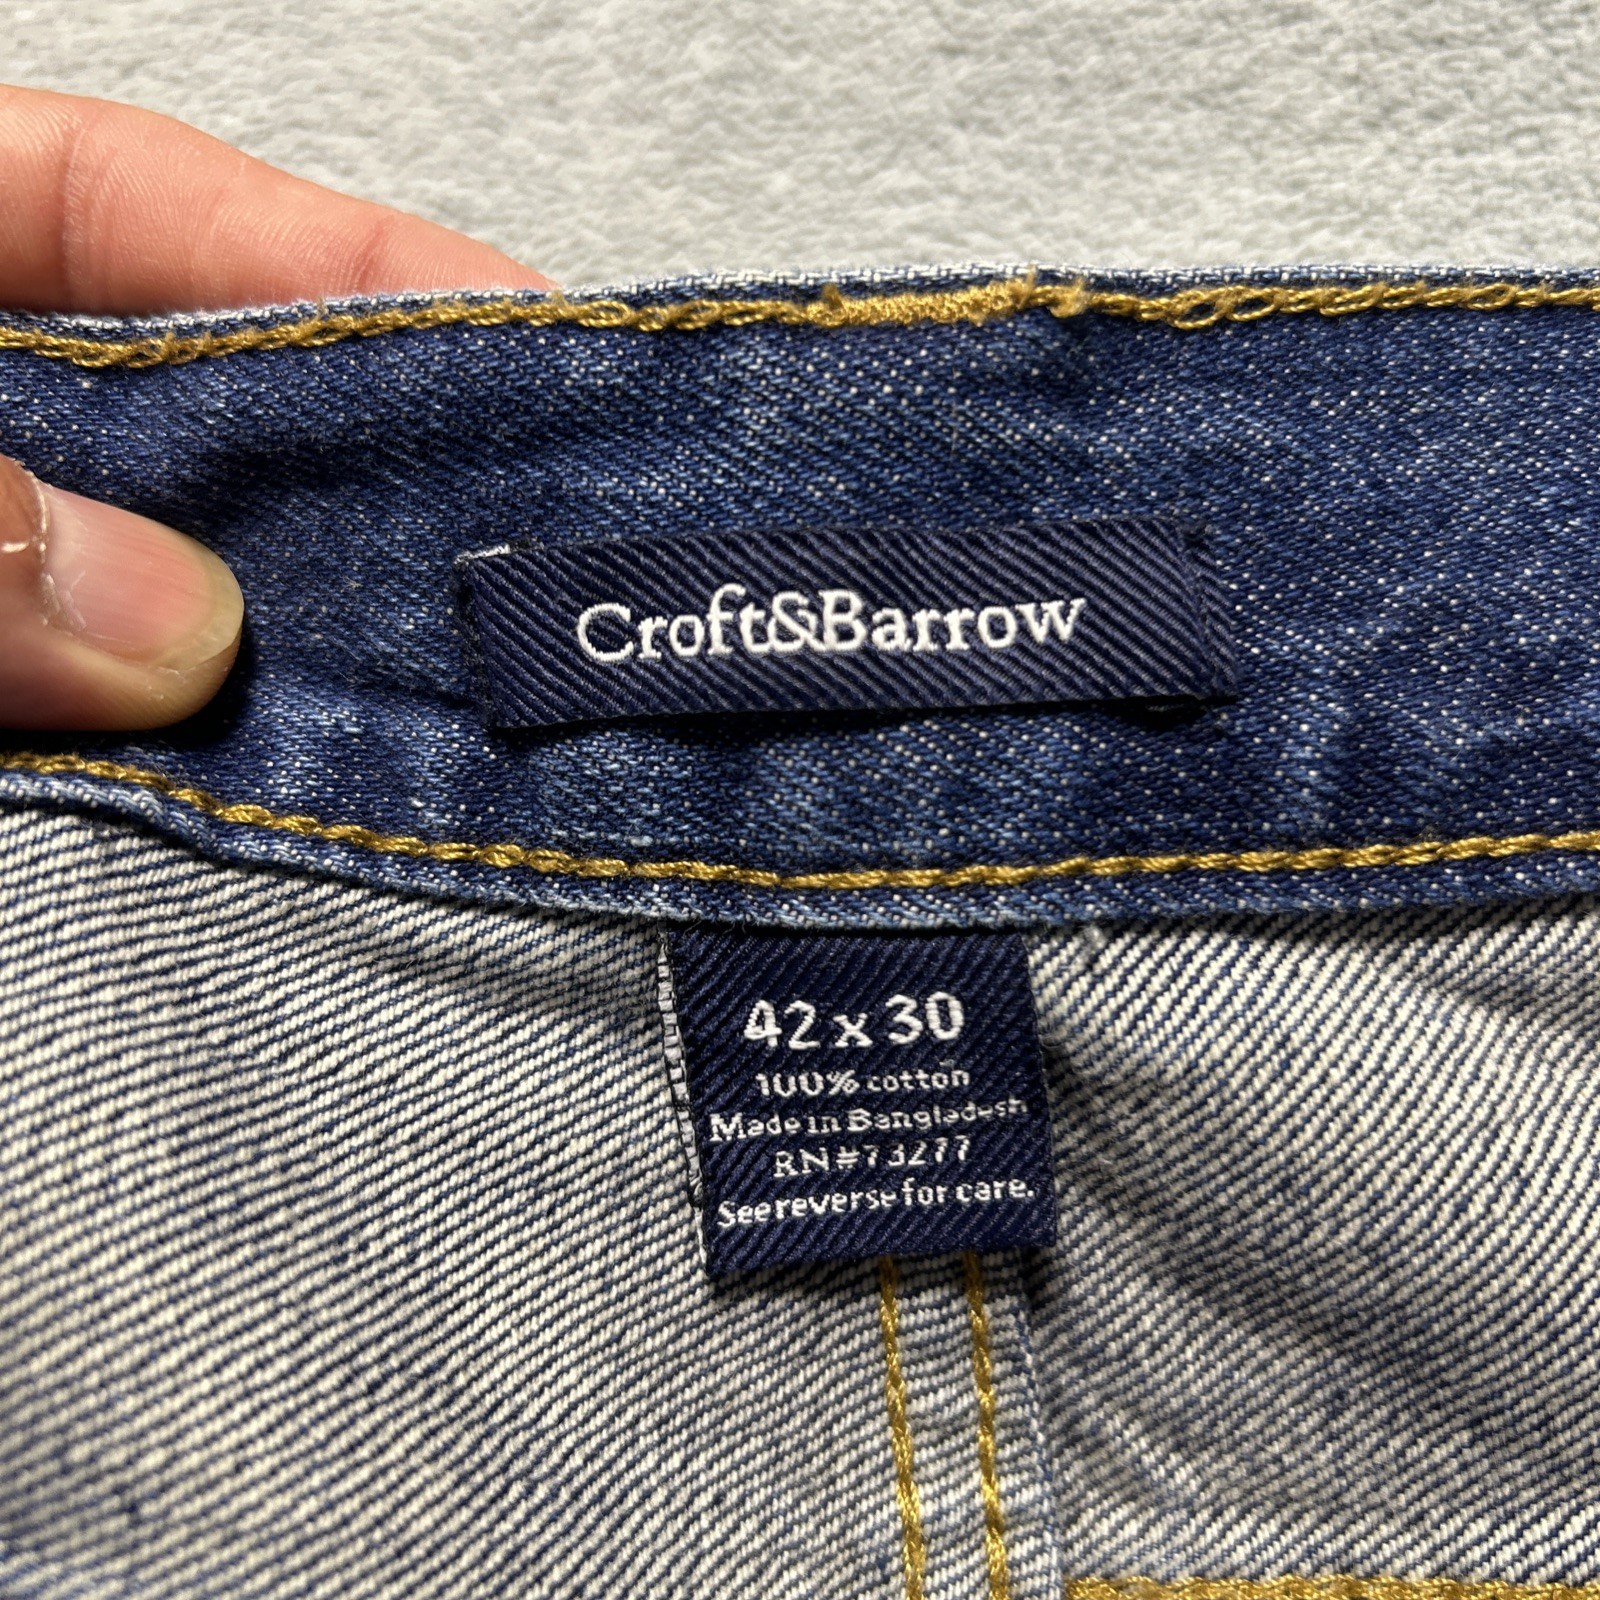 Croft&Barrow
42 x 30
100% cotton
Made in Bangladesh
RN#73277
See reverse for care.